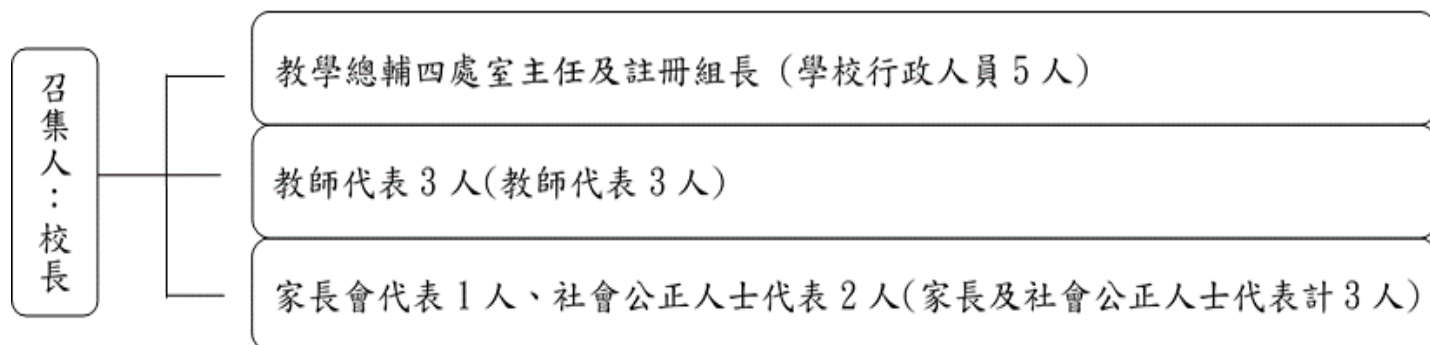 召集人：校長
教學總輔四處室主任及註冊組長（學校行政人員 5 人）
教師代表 3 人(教師代表 3 人)
家長會代表 1 人、社會公正人士代表 2 人(家長及社會公正人士代表計 3 人)